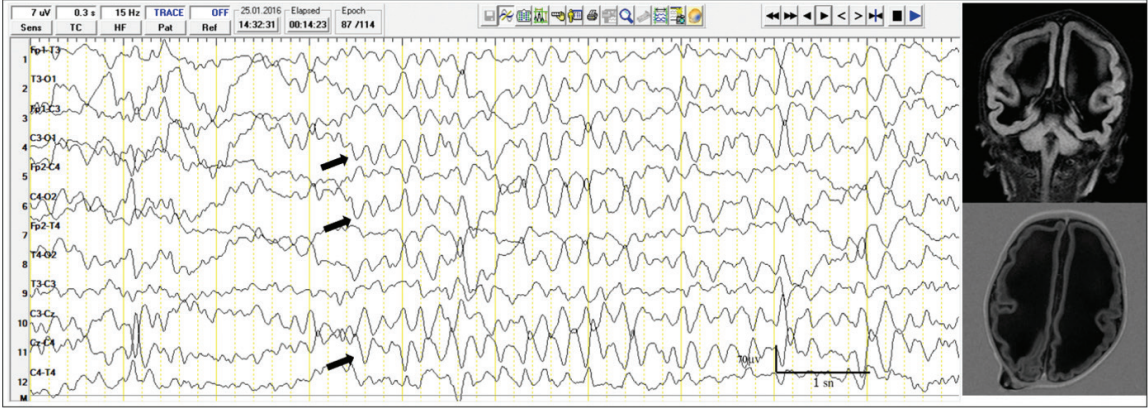 7 uV 0.3 s 15 Hz TRACE OFF 25.01.2016 Elapsed Epoch
14:32:31 00:14:23 87 /114
Sens TC HF Pat Ref
1 Fp1-T3
2 T3-O1
3 Fp1-C3
4 C3-O1
5 Fp2-C4
6 C4-O2
7 Fp2-T4
8 T4-O2
9 T3-C3
10 C3-Cz
11 Cz-C4
12 C4-T4
M
70μv
1 sn